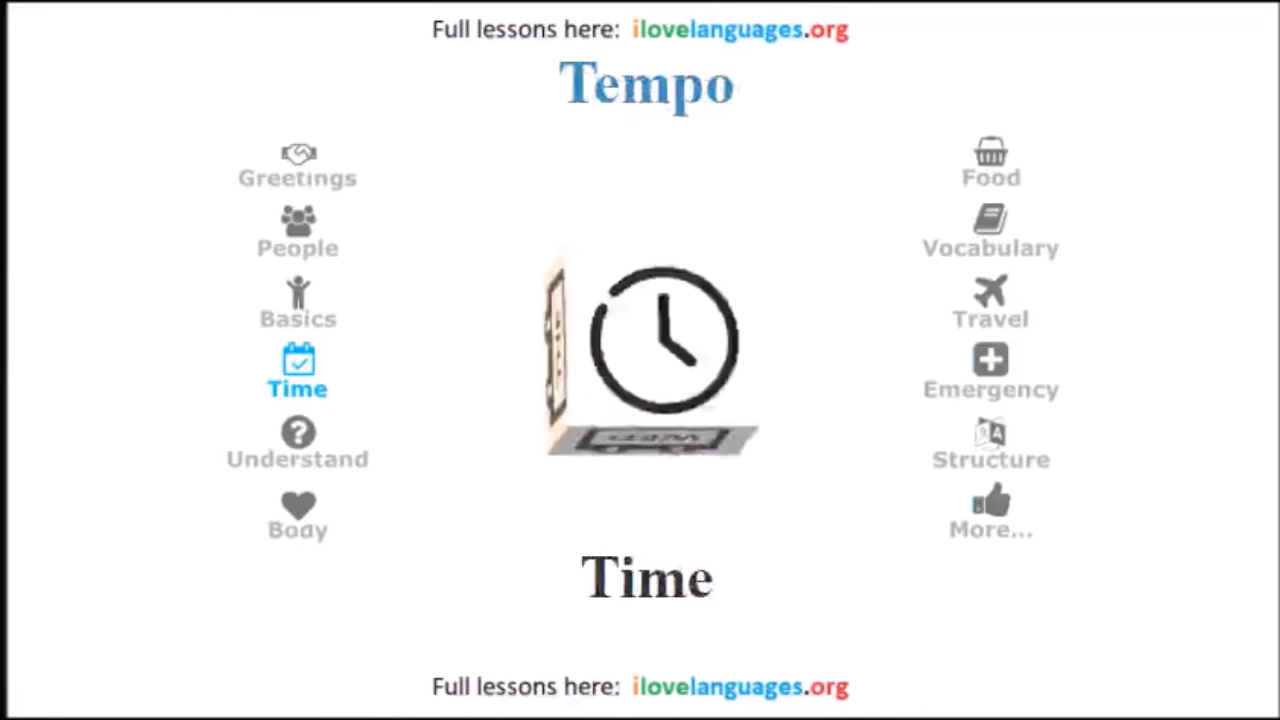 Full lessons here: ilovelanguages.org
Tempo
Greetings
People
Basics
Time
Understand
Body
Food
Vocabulary
Travel
Emergency
Structure
More...
Time
Full lessons here: ilovelanguages.org